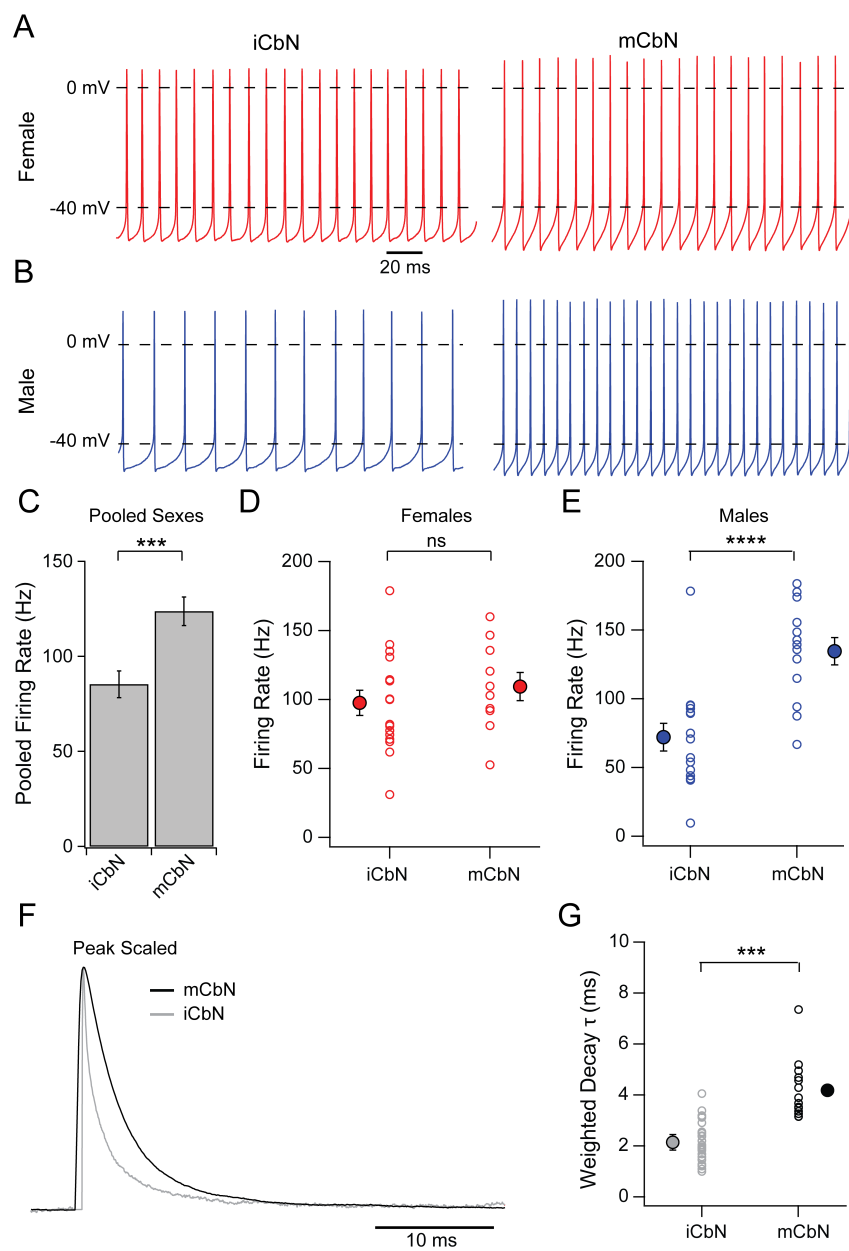 A
iCbN
mCbN
Female
0 mV
-40 mV
20 ms
B
Male
0 mV
-40 mV
C
Pooled Sexes
***
Pooled Firing Rate (Hz)
150
100
50
0
iCbN
mCbN
D
Females
ns
Firing Rate (Hz)
200
150
100
50
0
iCbN
mCbN
E
Males
****
Firing Rate (Hz)
200
150
100
50
0
iCbN
mCbN
F
Peak Scaled
mCbN
iCbN
10 ms
G
***
Weighted Decay τ (ms)
10
8
6
4
2
0
iCbN
mCbN